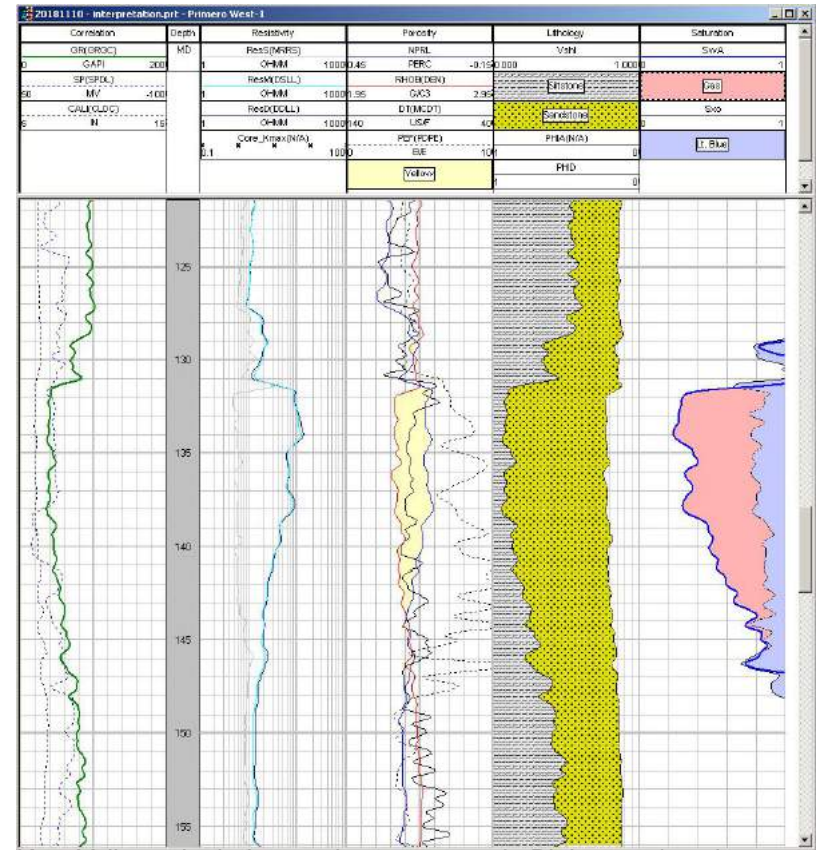 20181110 - interpretation.prt - Primero West-1
Correlation Depth Resistivity Porosity Lithology Saturation
GR(GRGC) MD ResS(MRRS) NPRL Vshl SwA
0 GAPI 200 1 OHMM 1000 0.45 PERC -0.15 0.000 1.000 0 1
SP(SPDL) ResM(DSLL) RHOB(DEN) Siltstone Gas
MV -100 1 OHMM 1000 1.95 G/C3 2.95
CALI(CLDC) ResD(DDLL) DT(MCDT) Sandstone Sxo
6 IN 16 1 OHMM 1000 140 US/F 40 0 1
Core_Kmax(N/A) PEF(PDPE) PHIA(N/A) Lt. Blue
0.1 1000 0 B/E 10 1 0
Yellow PHID
1 0
125
130
135
140
145
150
155